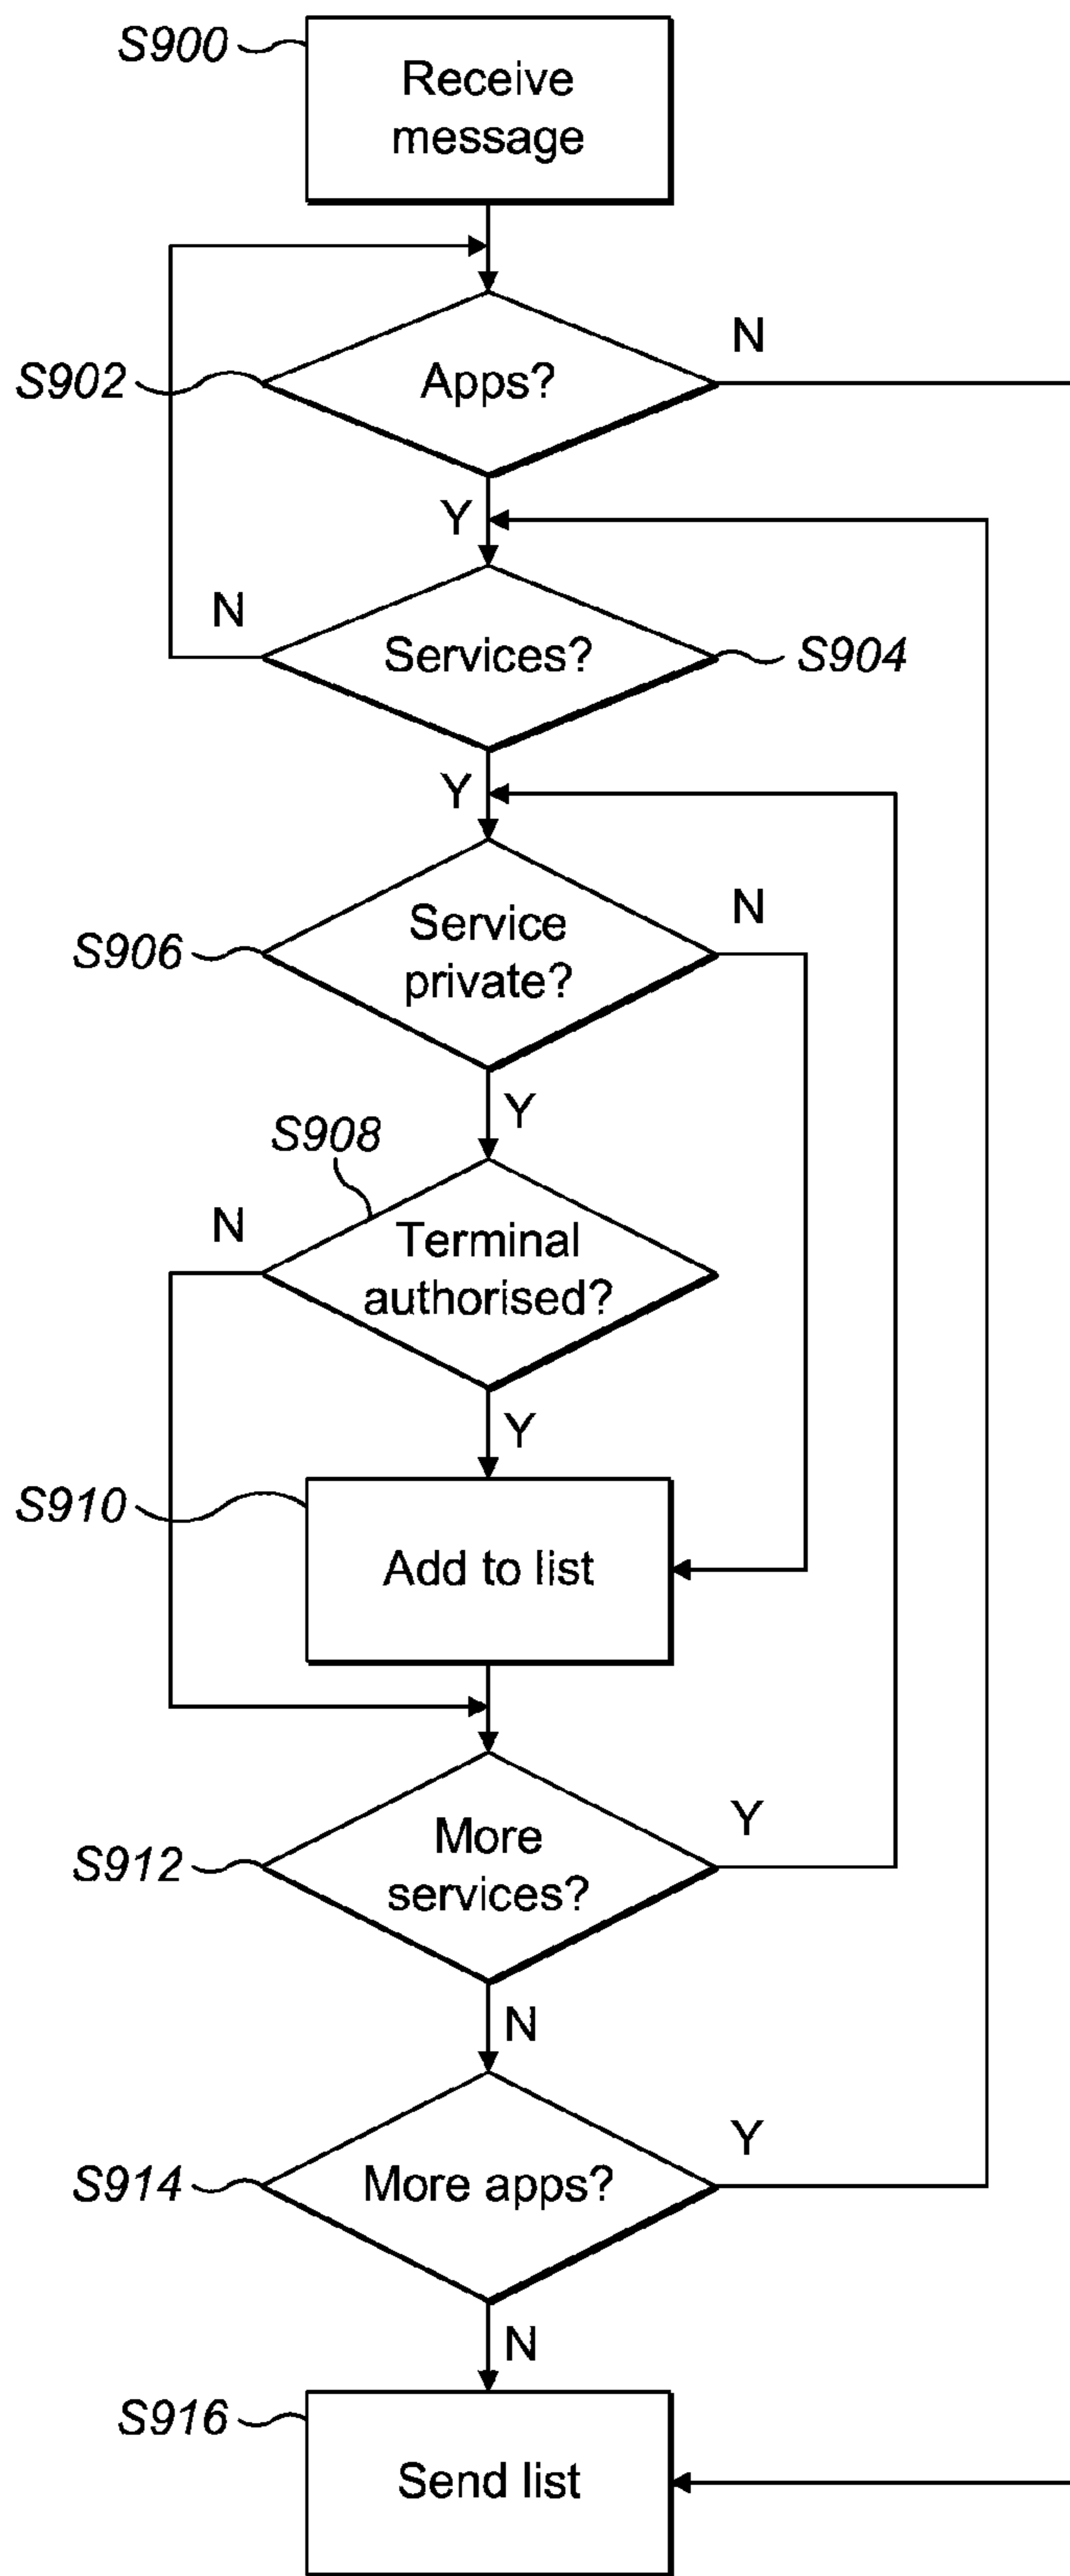 S900
Receive
message
S902
Apps?
N
Y
N
Services?
S904
Y
S906
Service
private?
N
Y
S908
N
Terminal
authorised?
Y
S910
Add to list
S912
More
services?
Y
N
S914
More apps?
Y
N
S916
Send list